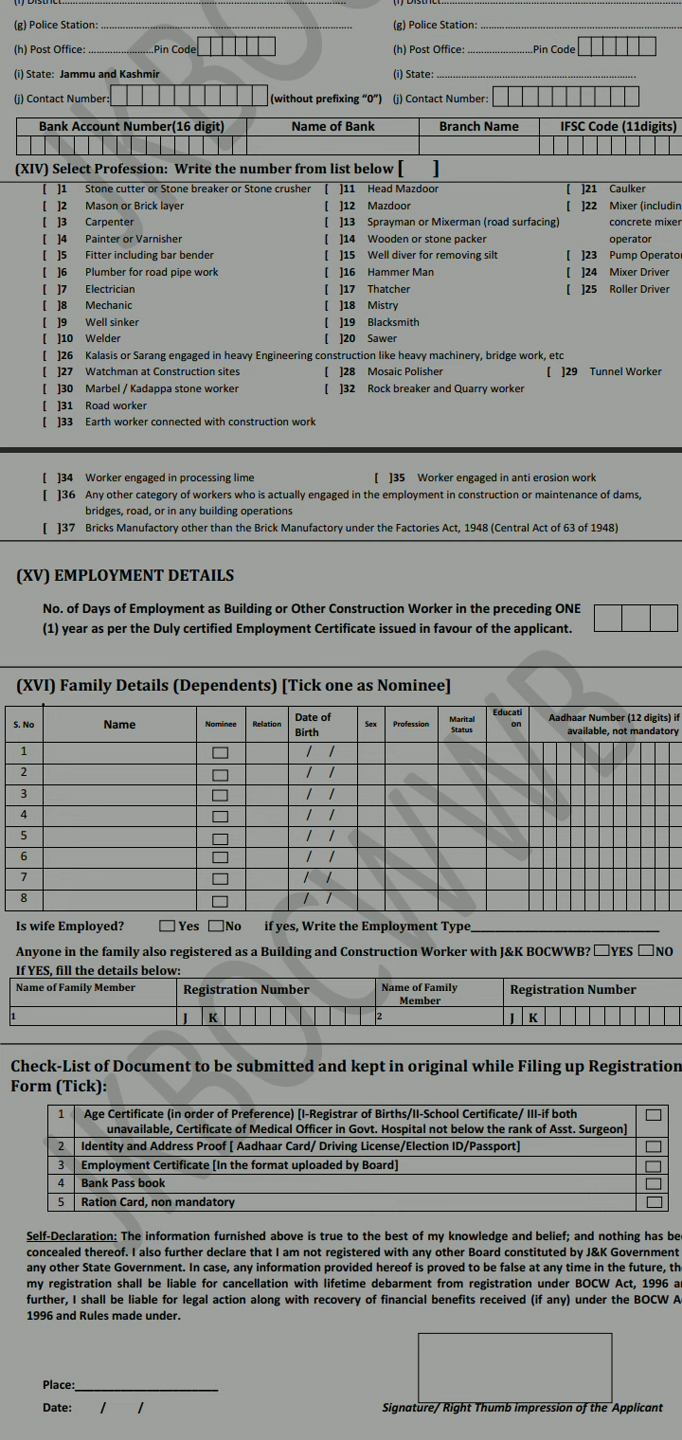 (f) District
(f) District
(g) Police Station: ...
(g) Police Station: ...
(h) Post Office: ... Pin Code
(h) Post Office: ... Pin Code
(i) State: Jammu and Kashmir
(i) State: ...
(j) Contact Number: (without prefixing “0”)
(j) Contact Number:
Bank Account Number(16 digit) Name of Bank Branch Name IFSC Code (11digits)
(XIV) Select Profession: Write the number from list below [ ]
[ ]1 Stone cutter or Stone breaker or Stone crusher [ ]11 Head Mazdoor [ ]21 Caulker
[ ]2 Mason or Brick layer [ ]12 Mazdoor [ ]22 Mixer (includin
[ ]3 Carpenter [ ]13 Sprayman or Mixerman (road surfacing) concrete mixer
[ ]4 Painter or Varnisher [ ]14 Wooden or stone packer operator
[ ]5 Fitter including bar bender [ ]15 Well diver for removing silt [ ]23 Pump Operator
[ ]6 Plumber for road pipe work [ ]16 Hammer Man [ ]24 Mixer Driver
[ ]7 Electrician [ ]17 Thatcher [ ]25 Roller Driver
[ ]8 Mechanic [ ]18 Mistry
[ ]9 Well sinker [ ]19 Blacksmith
[ ]10 Welder [ ]20 Sawer
[ ]26 Kalasis or Sarang engaged in heavy Engineering construction like heavy machinery, bridge work, etc
[ ]27 Watchman at Construction sites [ ]28 Mosaic Polisher [ ]29 Tunnel Worker
[ ]30 Marbel / Kadappa stone worker [ ]32 Rock breaker and Quarry worker
[ ]31 Road worker
[ ]33 Earth worker connected with construction work
[ ]34 Worker engaged in processing lime [ ]35 Worker engaged in anti erosion work
[ ]36 Any other category of workers who is actually engaged in the employment in construction or maintenance of dams,
bridges, road, or in any building operations
[ ]37 Bricks Manufactory other than the Brick Manufactory under the Factories Act, 1948 (Central Act of 63 of 1948)
(XV) EMPLOYMENT DETAILS
No. of Days of Employment as Building or Other Construction Worker in the preceding ONE
(1) year as per the Duly certified Employment Certificate issued in favour of the applicant.
(XVI) Family Details (Dependents) [Tick one as Nominee]
S. No Name Nominee Relation Date of Birth Sex Profession Marital Status Educati on Aadhaar Number (12 digits) if available, not mandatory
1 / /
2 / /
3 / /
4 / /
5 / /
6 / /
7 / /
8 / /
Is wife Employed? Yes No if yes, Write the Employment Type
Anyone in the family also registered as a Building and Construction Worker with J&K BOCWWB? YES NO
If YES, fill the details below:
Name of Family Member Registration Number Name of Family Member Registration Number
1 J K 2 J K
Check-List of Document to be submitted and kept in original while Filing up Registration
Form (Tick):
1 Age Certificate (in order of Preference) [I-Registrar of Births/II-School Certificate/ III-if both
unavailable, Certificate of Medical Officer in Govt. Hospital not below the rank of Asst. Surgeon]
2 Identity and Address Proof [ Aadhaar Card/ Driving License/Election ID/Passport]
3 Employment Certificate [In the format uploaded by Board]
4 Bank Pass book
5 Ration Card, non mandatory
Self-Declaration: The information furnished above is true to the best of my knowledge and belief; and nothing has bee
concealed thereof. I also further declare that I am not registered with any other Board constituted by J&K Government
any other State Government. In case, any information provided hereof is proved to be false at any time in the future, th
my registration shall be liable for cancellation with lifetime debarment from registration under BOCW Act, 1996 a
further, I shall be liable for legal action along with recovery of financial benefits received (if any) under the BOCW A
1996 and Rules made under.
Place:
Date: / /
Signature/ Right Thumb impression of the Applicant
JKBOCWWB
JKBOCWWB